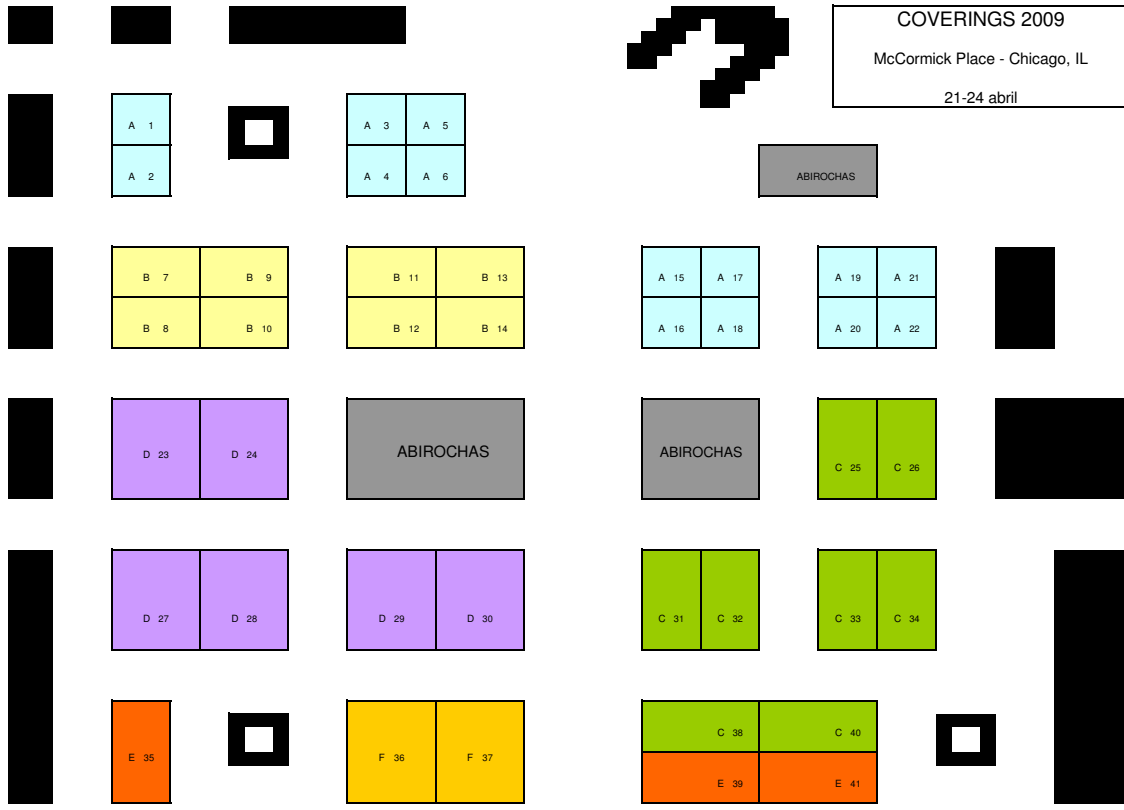 COVERINGS 2009
McCormick Place - Chicago, IL
21-24 abril
A 1 A 3 A 5
A 2 A 4 A 6 ABIROCHAS
B 7 B 9 B 11 B 13 A 15 A 17 A 19 A 21
B 8 B 10 B 12 B 14 A 16 A 18 A 20 A 22
D 23 D 24 ABIROCHAS ABIROCHAS C 25 C 26
D 27 D 28 D 29 D 30 C 31 C 32 C 33 C 34
C 38 C 40
E 35 F 36 F 37
E 39 E 41